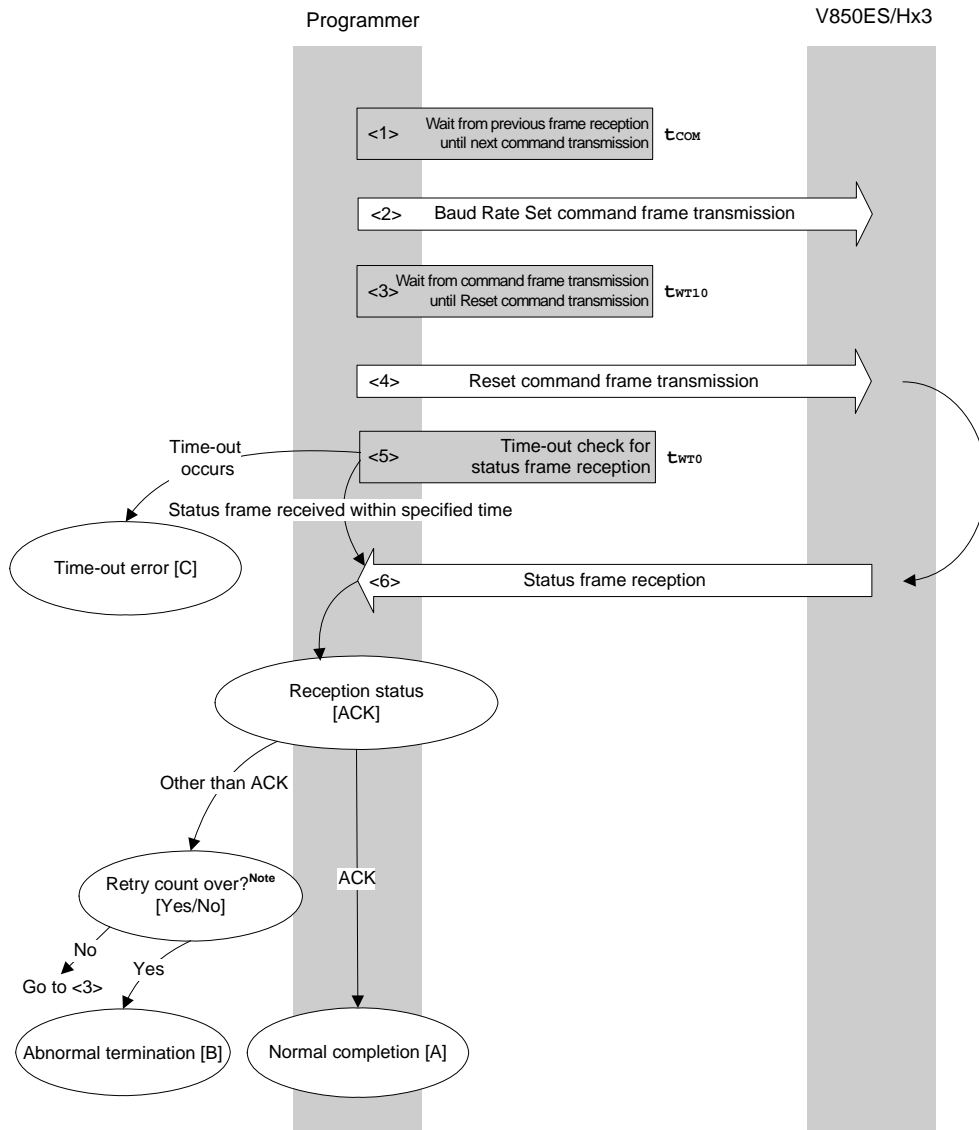 Programmer
V850ES/Hx3
<1>
Wait from previous frame reception
until next command transmission
tCOM
<2>
Baud Rate Set command frame transmission
<3>
Wait from command frame transmission
until Reset command transmission
tWT10
<4>
Reset command frame transmission
Time-out
occurs
<5>
Time-out check for
status frame reception
tWT0
Status frame received within specified time
Time-out error [C]
<6>
Status frame reception
Reception status
[ACK]
Other than ACK
Retry count over?Note
[Yes/No]
ACK
No
Yes
Go to <3>
Abnormal termination [B]
Normal completion [A]